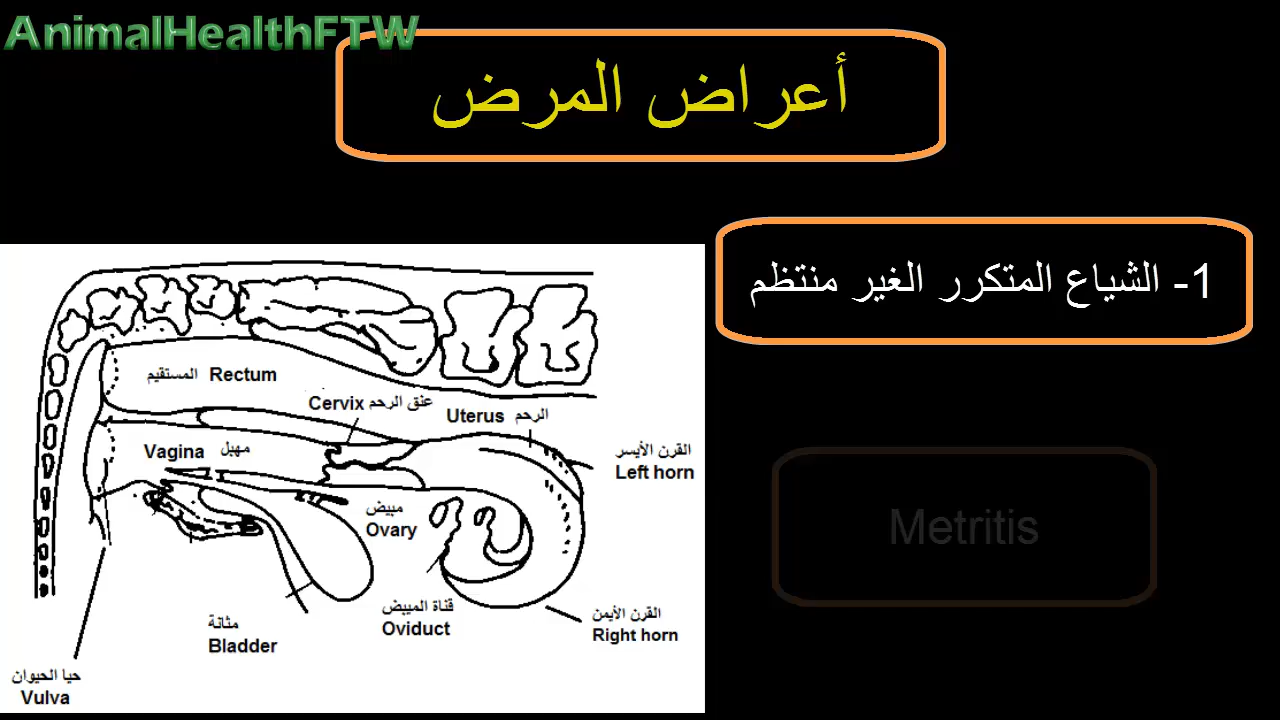 AnimalHealthFTW
أعراض المرض
1- الشياع المتكرر الغير منتظم
المستقيم Rectum
Cervix عنق الرحم
Uterus الرحم
Vagina مهبل
القرن الأيسر
Left horn
مبيض
Ovary
Metritis
قناة المبيض
Oviduct
القرن الأيمن
Right horn
مثانة
Bladder
حيا الحيوان
Vulva